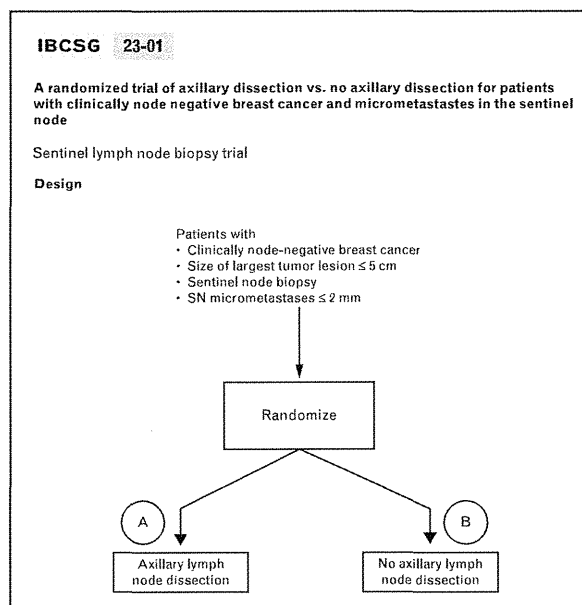 IBCSG 23-01
A randomized trial of axillary dissection vs. no axillary dissection for patients
with clinically node negative breast cancer and micrometastastes in the sentinel
node
Sentinel lymph node biopsy trial
Design
Patients with
· Clinically node-negative breast cancer
· Size of largest tumor lesion ≤ 5 cm
· Sentinel node biopsy
· SN micrometastases ≤ 2 mm
Randomize
A
B
Axillary lymph
node dissection
No axillary lymph
node dissection